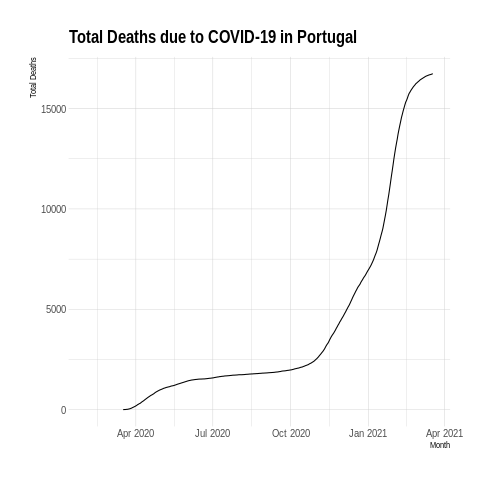 Total Deaths due to COVID-19 in Portugal
Total Deaths
15000
10000
5000
0
Apr 2020 Jul 2020 Oct 2020 Jan 2021 Apr 2021
Month